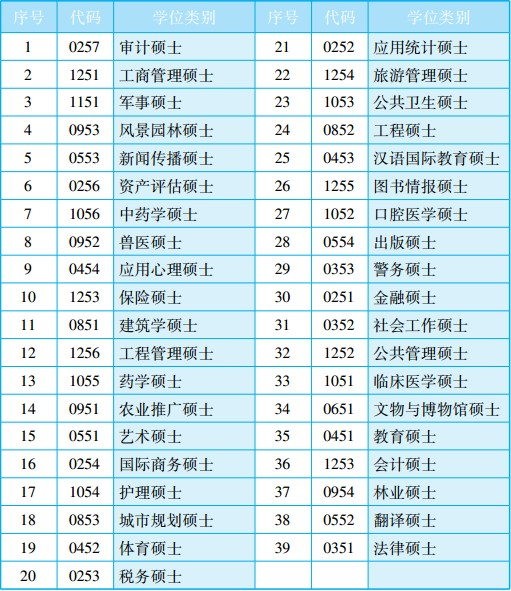 序号 代码 学位类别 序号 代码 学位类别
1 0257 审计硕士 21 0252 应用统计硕士
2 1251 工商管理硕士 22 1254 旅游管理硕士
3 1151 军事硕士 23 1053 公共卫生硕士
4 0953 风景园林硕士 24 0852 工程硕士
5 0553 新闻传播硕士 25 0453 汉语国际教育硕士
6 0256 资产评估硕士 26 1255 图书情报硕士
7 1056 中药学硕士 27 1052 口腔医学硕士
8 0952 兽医硕士 28 0554 出版硕士
9 0454 应用心理硕士 29 0353 警务硕士
10 1253 保险硕士 30 0251 金融硕士
11 0851 建筑学硕士 31 0352 社会工作硕士
12 1256 工程管理硕士 32 1252 公共管理硕士
13 1055 药学硕士 33 1051 临床医学硕士
14 0951 农业推广硕士 34 0651 文物与博物馆硕士
15 0551 艺术硕士 35 0451 教育硕士
16 0254 国际商务硕士 36 1253 会计硕士
17 1054 护理硕士 37 0954 林业硕士
18 0853 城市规划硕士 38 0552 翻译硕士
19 0452 体育硕士 39 0351 法律硕士
20 0253 税务硕士